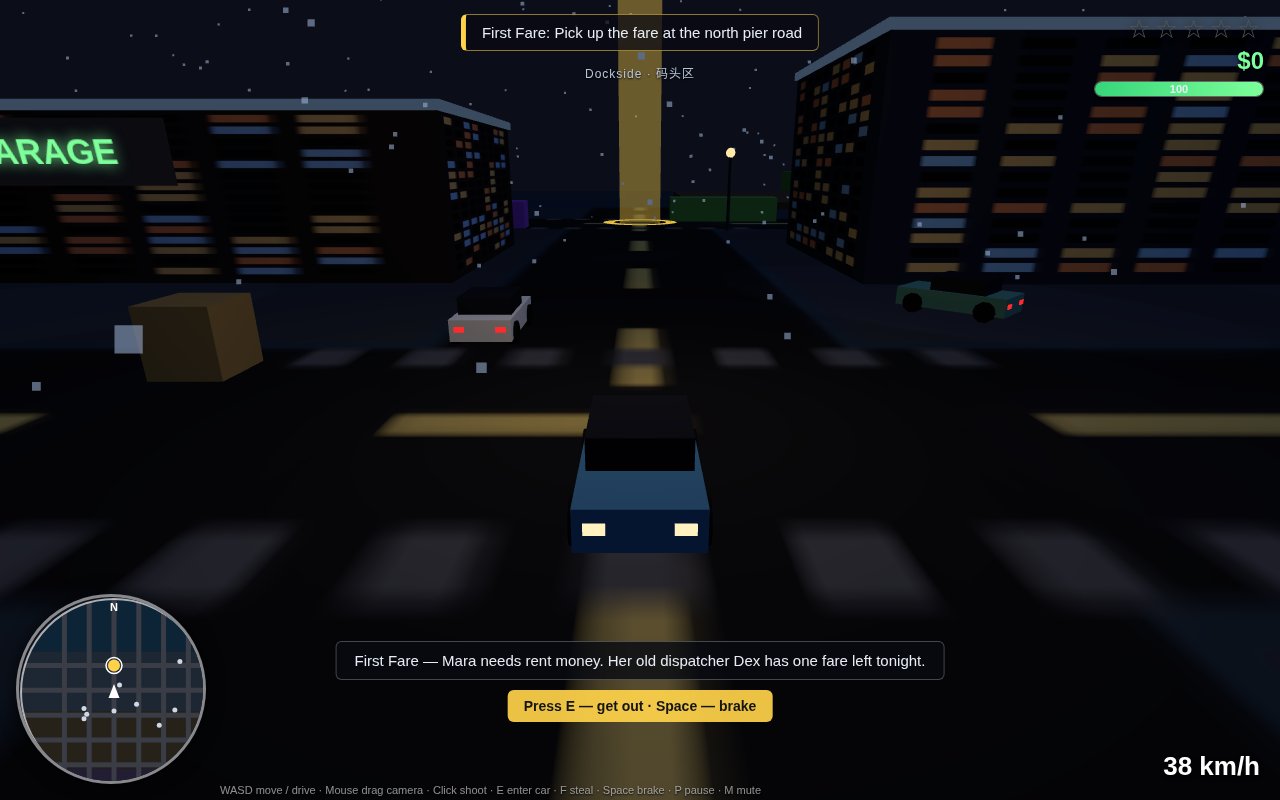 First Fare: Pick up the fare at the north pier road
☆ ☆ ☆ ☆ ☆
$0
Dockside · 码头区
100
ARAGE
N
First Fare — Mara needs rent money. Her old dispatcher Dex has one fare left tonight.
Press E — get out · Space — brake
38 km/h
WASD move / drive · Mouse drag camera · Click shoot · E enter car · F steal · Space brake · P pause · M mute